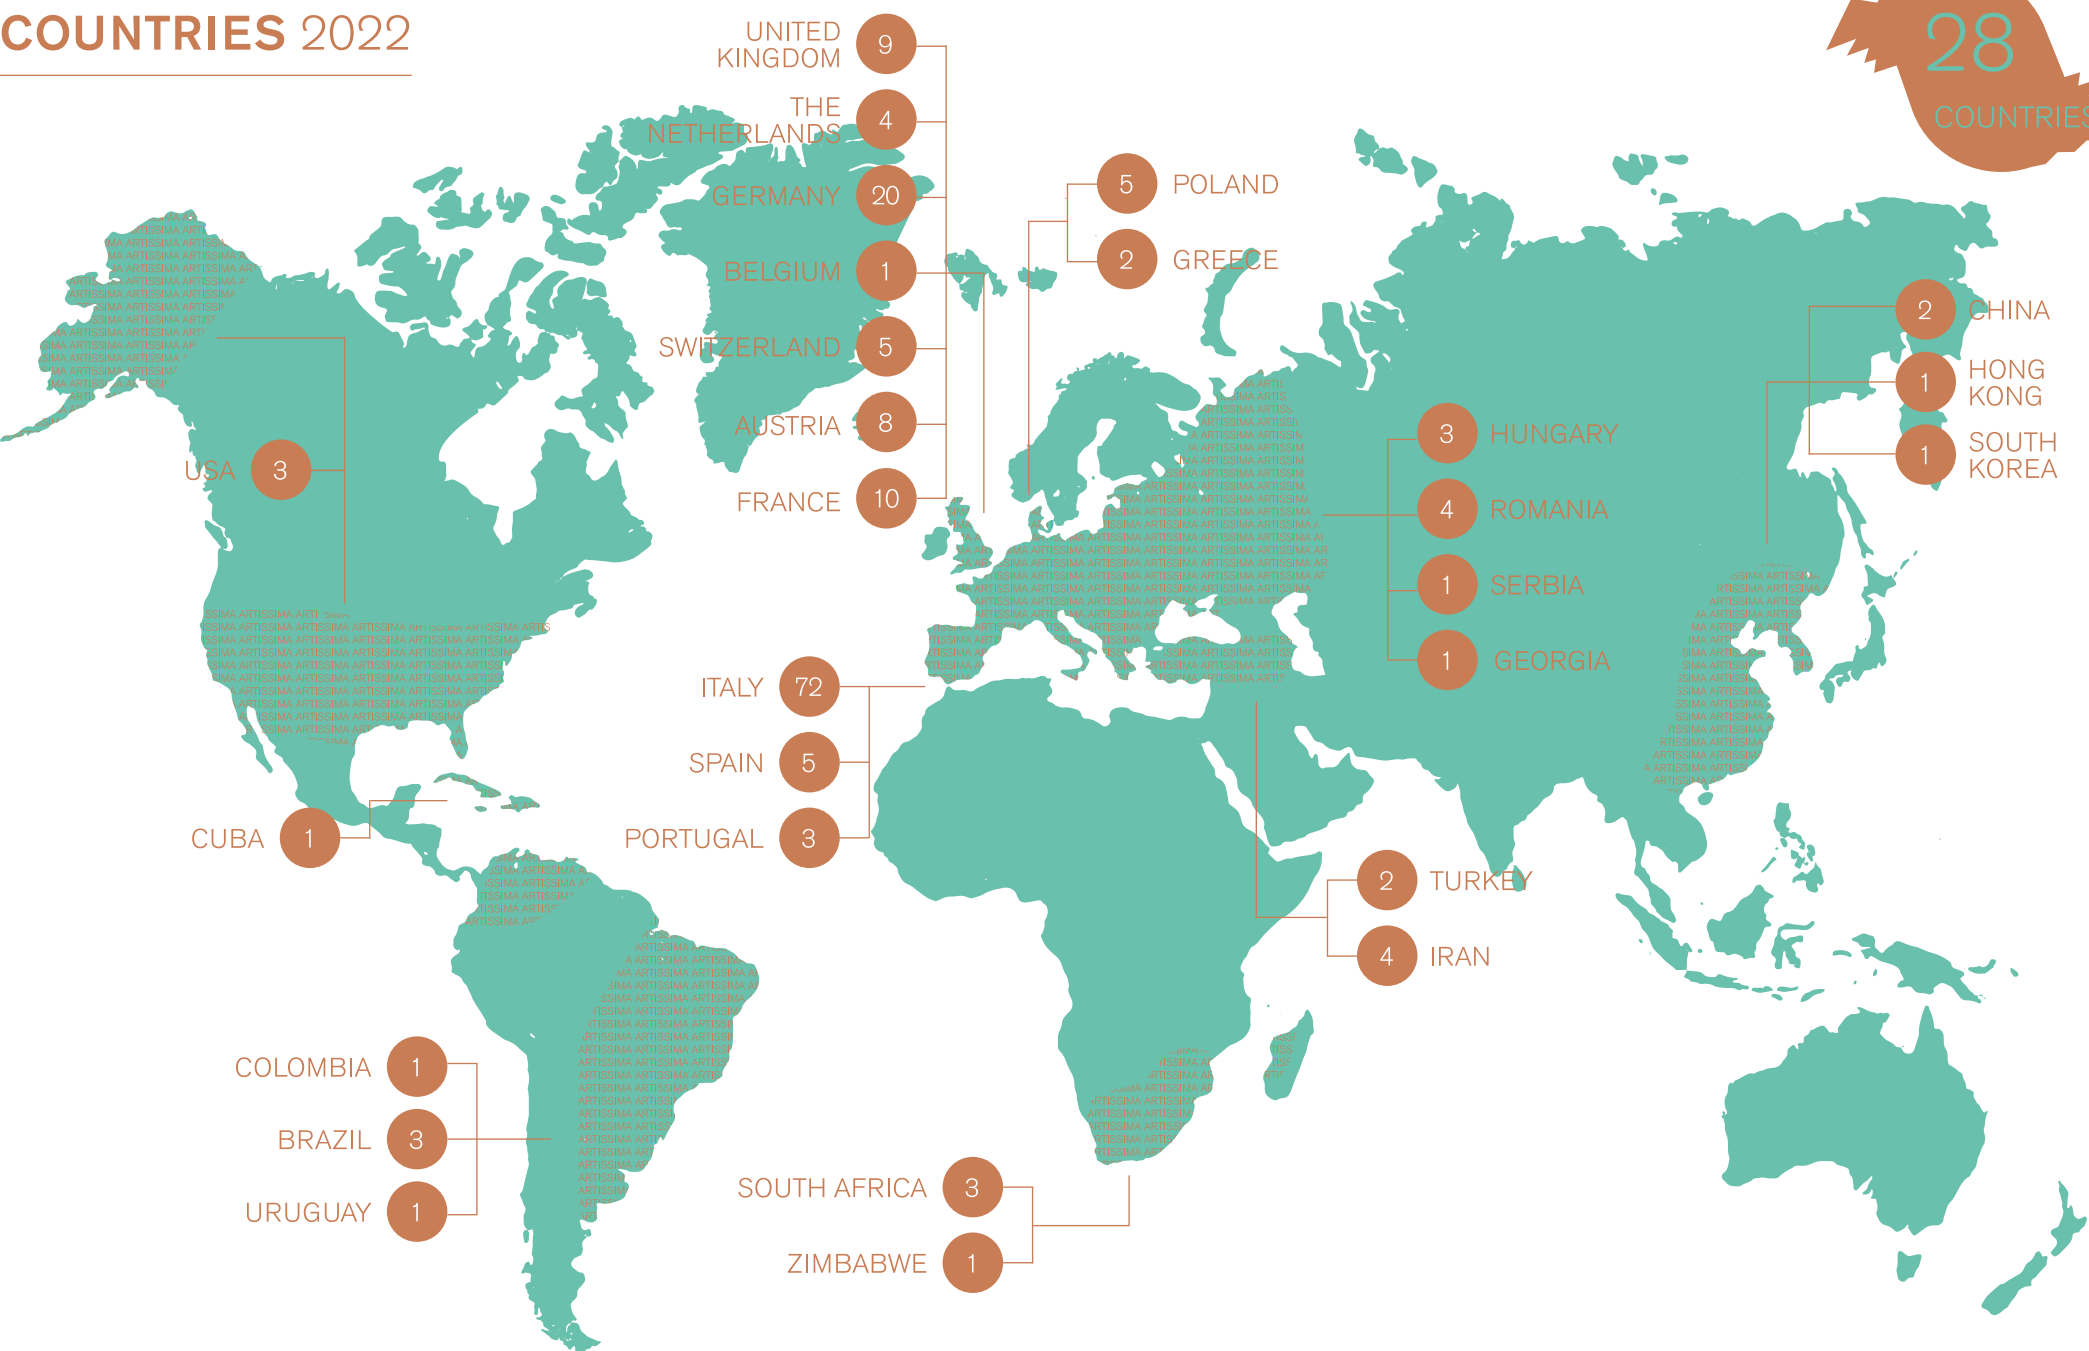 COUNTRIES 2022
28
COUNTRIES
UNITED
KINGDOM
9
THE
NETHERLANDS
4
GERMANY
20
BELGIUM
1
SWITZERLAND
5
AUSTRIA
8
FRANCE
10
5
POLAND
2
GREECE
2
CHINA
1
HONG
KONG
1
SOUTH
KOREA
3
HUNGARY
4
ROMANIA
1
SERBIA
1
GEORGIA
USA
3
CUBA
1
ITALY
72
SPAIN
5
PORTUGAL
3
2
TURKEY
4
IRAN
COLOMBIA
1
BRAZIL
3
URUGUAY
1
SOUTH AFRICA
3
ZIMBABWE
1